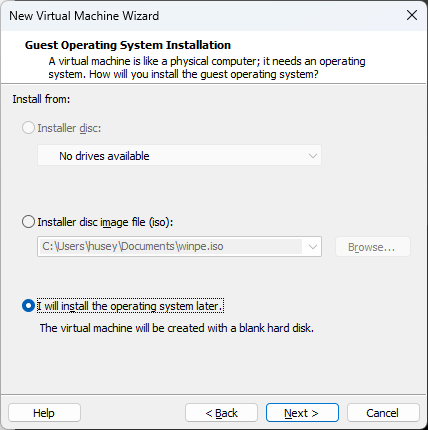 New Virtual Machine Wizard
Guest Operating System Installation
A virtual machine is like a physical computer; it needs an operating
system. How will you install the guest operating system?
Install from:
Installer disc:
No drives available
Installer disc image file (iso):
C:\Users\husey\Documents\winpe.iso
Browse...
I will install the operating system later.
The virtual machine will be created with a blank hard disk.
Help
< Back
Next >
Cancel